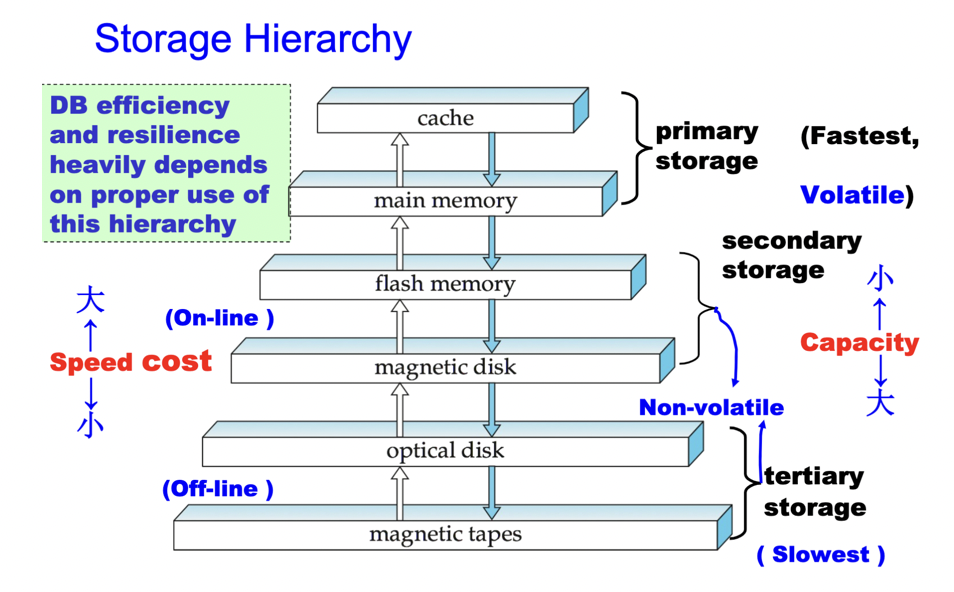 Storage Hierarchy
DB efficiency
and resilience
heavily depends
on proper use of
this hierarchy
cache
main memory
flash memory
magnetic disk
optical disk
magnetic tapes
primary
storage
(Fastest,
Volatile)
secondary
storage
(On-line )
大
Speed cost
小
小
Capacity
大
Non-volatile
(Off-line )
tertiary
storage
( Slowest )